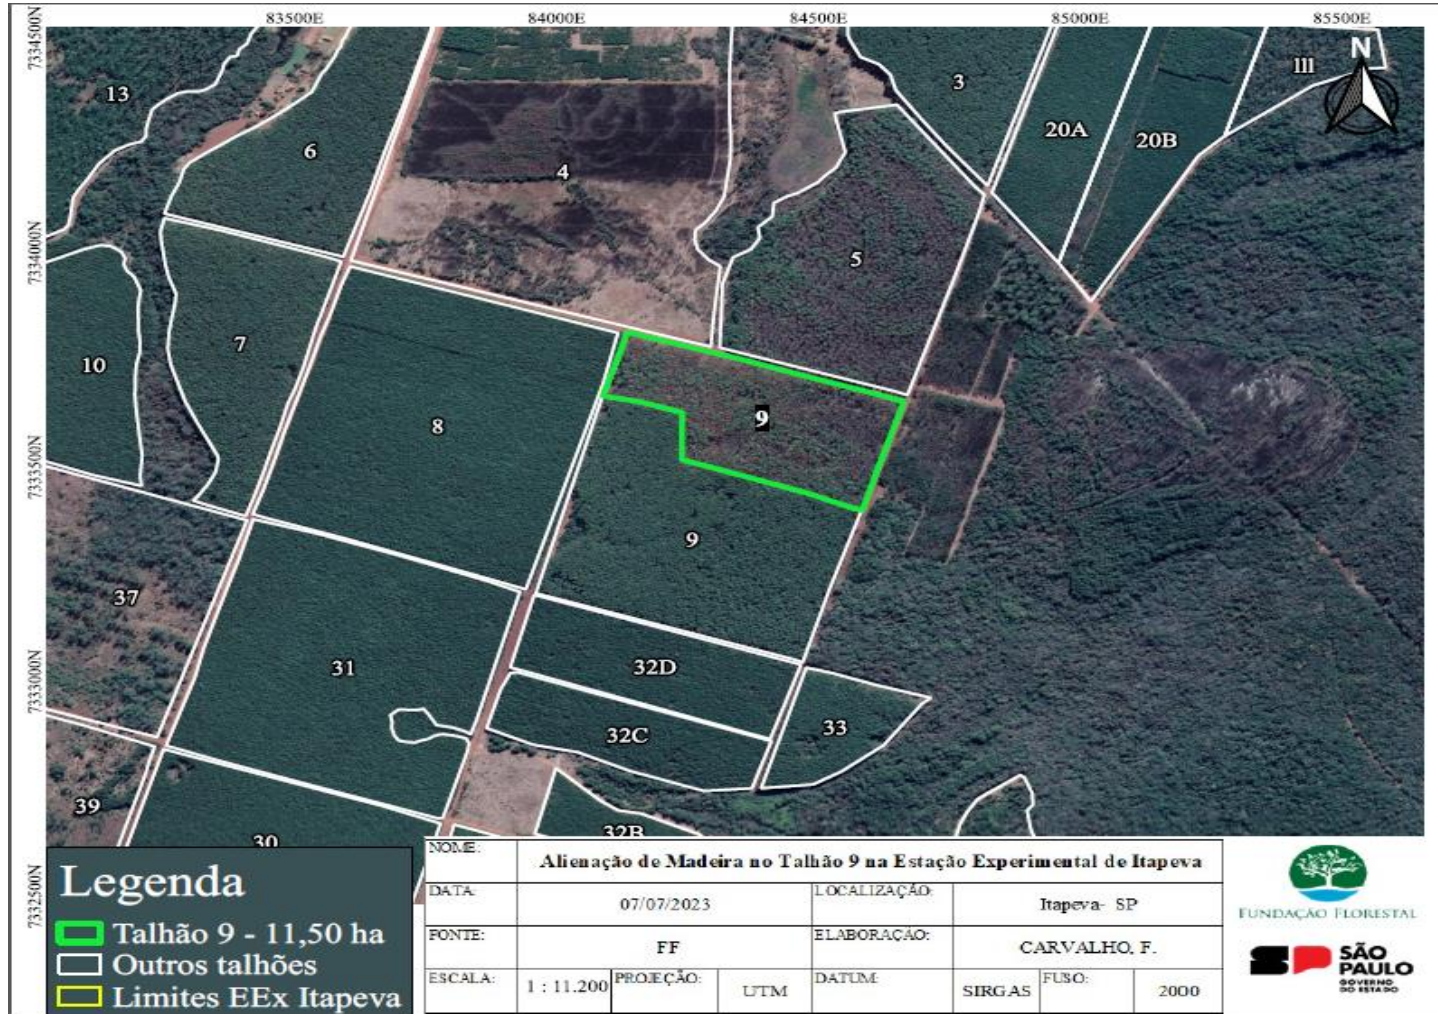 83500E 84000E 84500E 85000E 85500E
7334500N
7334000N
7333500N
7333000N
7332500N
N
13
6
4
3
20A
20B
III
5
7
10
8
9
9
37
31
32D
32C
33
39
30
32B
Legenda
Talhão 9 - 11,50 ha
Outros talhões
Limites EEx Itapeva
NOME: Alienação de Madeira no Talhão 9 na Estação Experimental de Itapeva
DATA: 07/07/2023 LOCALIZAÇÃO: Itapeva- SP
FONTE: FF ELABORAÇÃO: CARVALHO, F.
ESCALA: 1 : 11.200 PROJEÇÃO: UTM DATUM: SIRGAS FUSO: 2000
FUNDAÇÃO FLORESTAL
SP
SÃO
PAULO
GOVERNO
DO ESTADO